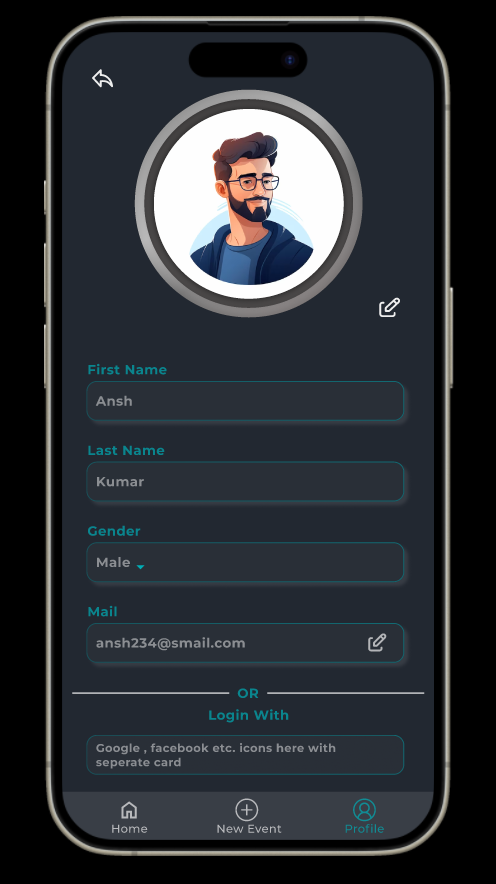 First Name
Ansh
Last Name
Kumar
Gender
Male
Mail
ansh234@smail.com
OR
Login With
Google , facebook etc. icons here with
seperate card
Home New Event Profile